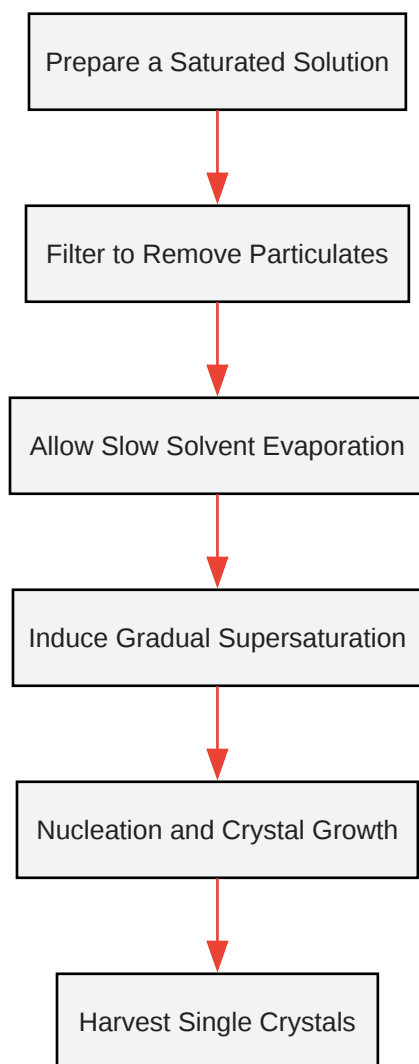 Prepare a Saturated Solution
Filter to Remove Particulates
Allow Slow Solvent Evaporation
Induce Gradual Supersaturation
Nucleation and Crystal Growth
Harvest Single Crystals